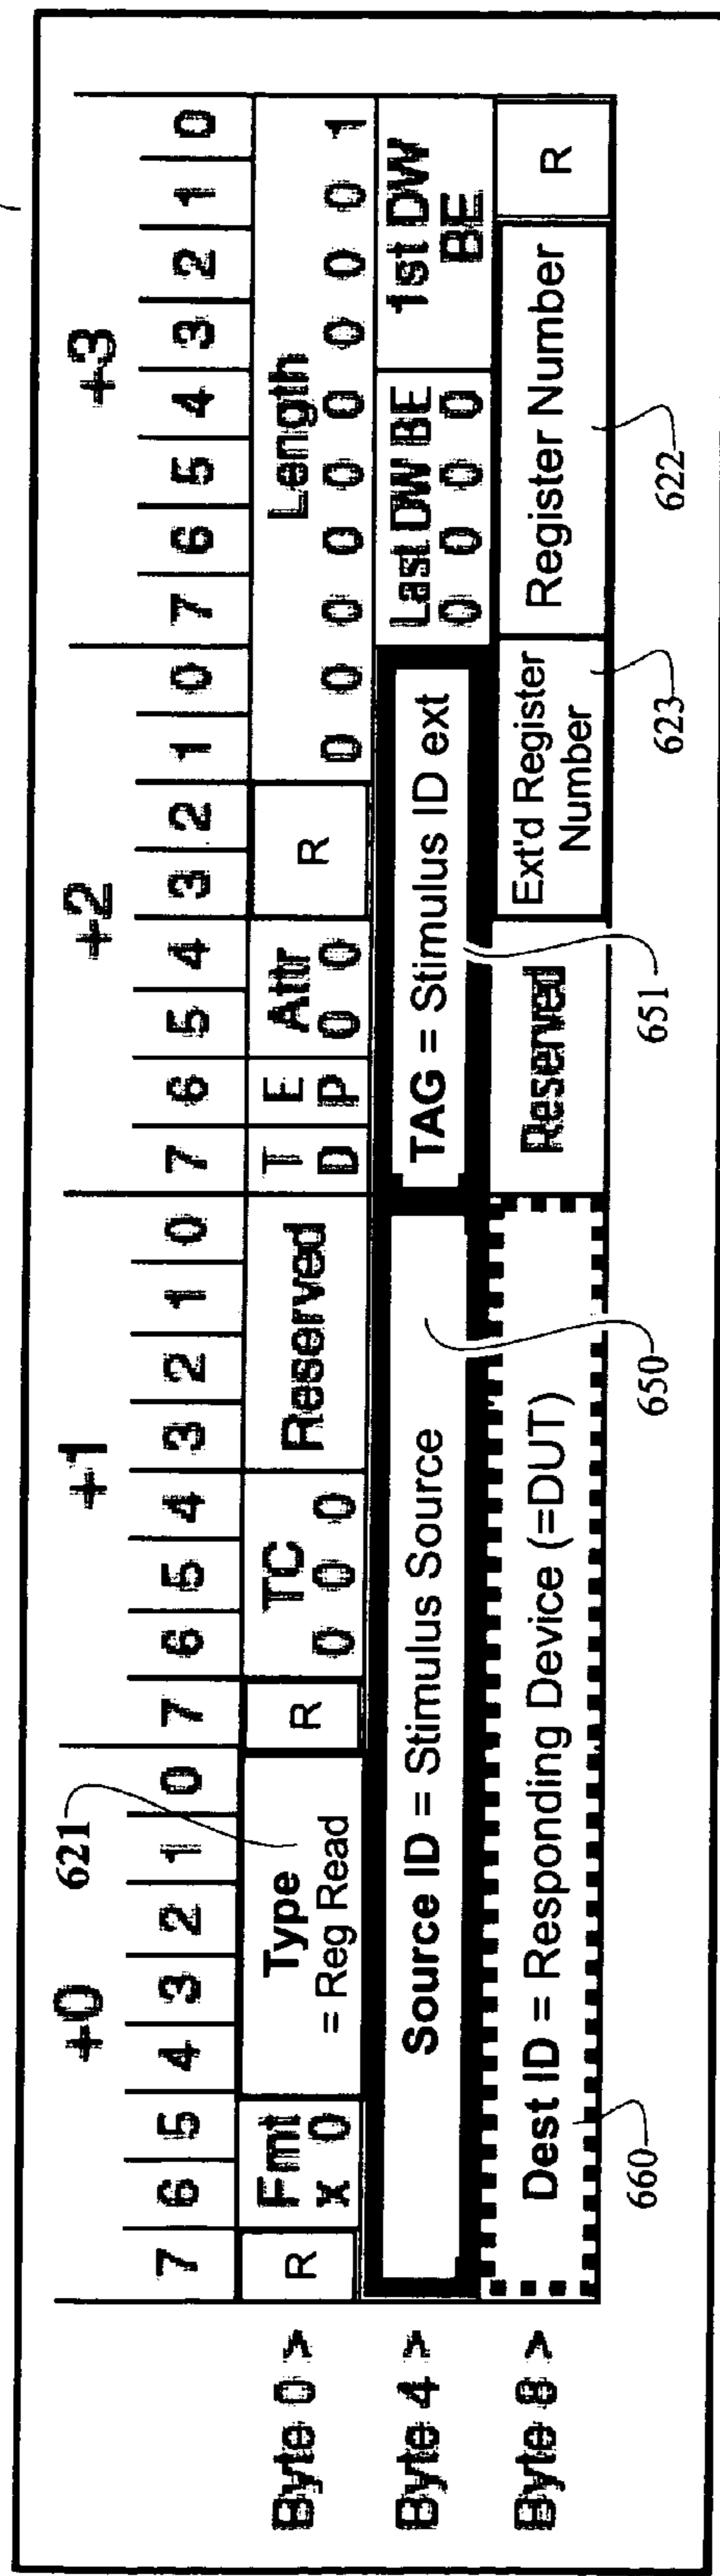 +0 +1 +2 +3
7 6 5 4 3 2 1 0 7 6 5 4 3 2 1 0 7 6 5 4 3 2 1 0 7 6 5 4 3 2 1 0
621
Byte 0 >
R
Fmt
x 0
Type
= Reg Read
R
TC
0 0 0
Reserved
T
D
E
P
Attr
0 0
R
Length
0 0 0 0 0 0 0 0 0 1
Byte 4 >
Source ID = Stimulus Source
TAG = Stimulus ID ext
Last DW BE
0 0 0 0
1st DW
BE
Byte 8 >
Dest ID = Responding Device (=DUT)
Reserved
Ext'd Register
Number
Register Number
R
660
650
651
623
622